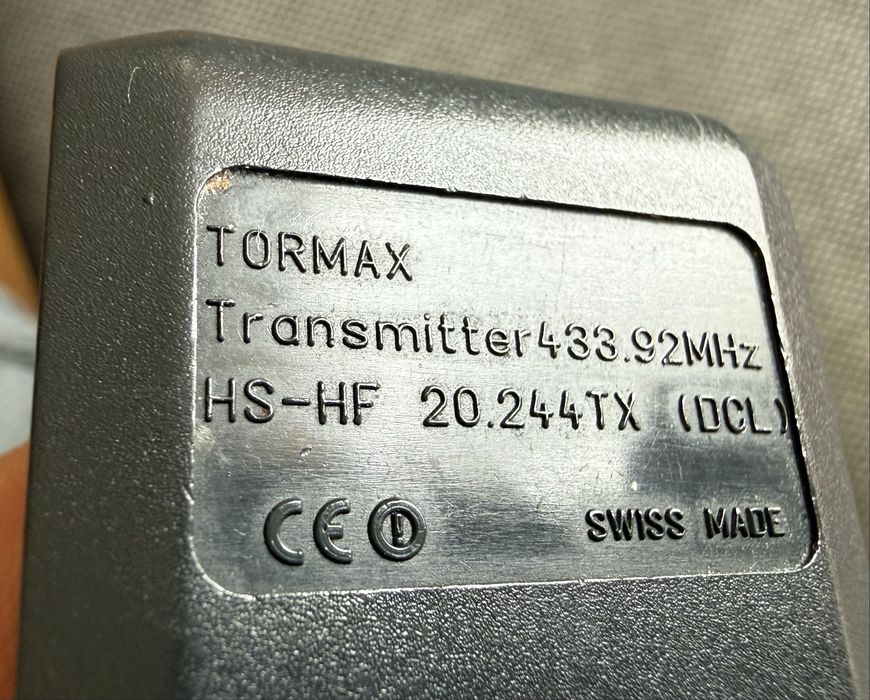 TORMAX
Transmitter433.92MHz
HS-HF 20.244TX (DCL)
CE SWISS MADE